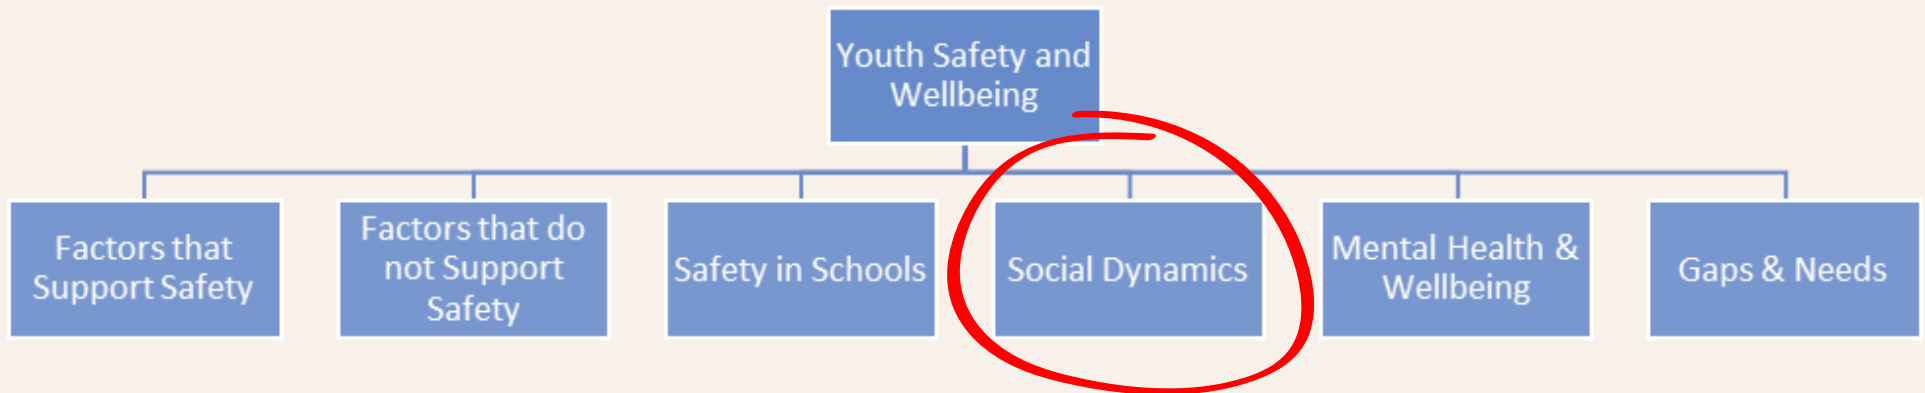 Youth Safety and
Wellbeing
Factors that
Support Safety
Factors that do
not Support
Safety
Safety in Schools
Social Dynamics
Mental Health &
Wellbeing
Gaps & Needs